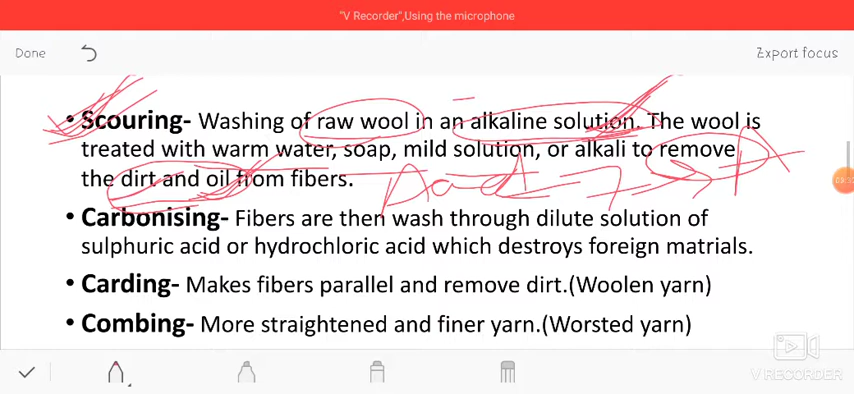 "V Recorder",Using the microphone
Done
Export focus
• Scouring- Washing of raw wool in an alkaline solution. The wool is
treated with warm water, soap, mild solution, or alkali to remove
the dirt and oil from fibers.
• Carbonising- Fibers are then wash through dilute solution of
sulphuric acid or hydrochloric acid which destroys foreign matrials.
• Carding- Makes fibers parallel and remove dirt.(Woolen yarn)
• Combing- More straightened and finer yarn.(Worsted yarn)
V RECORDER